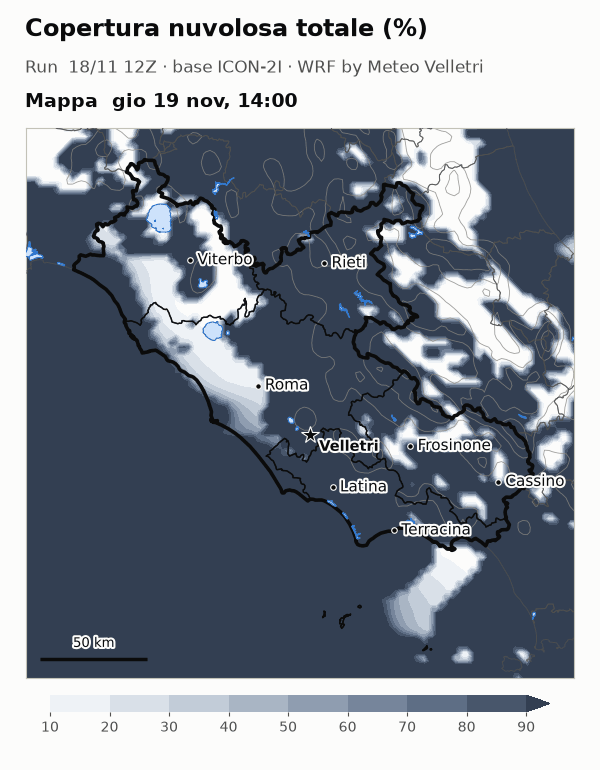 Copertura nuvolosa totale (%)
Run 18/11 12Z · base ICON-2I · WRF by Meteo Velletri
Mappa gio 19 nov, 14:00
Viterbo
Rieti
Roma
Velletri
Frosinone
Latina
Cassino
Terracina
50 km
10 20 30 40 50 60 70 80 90